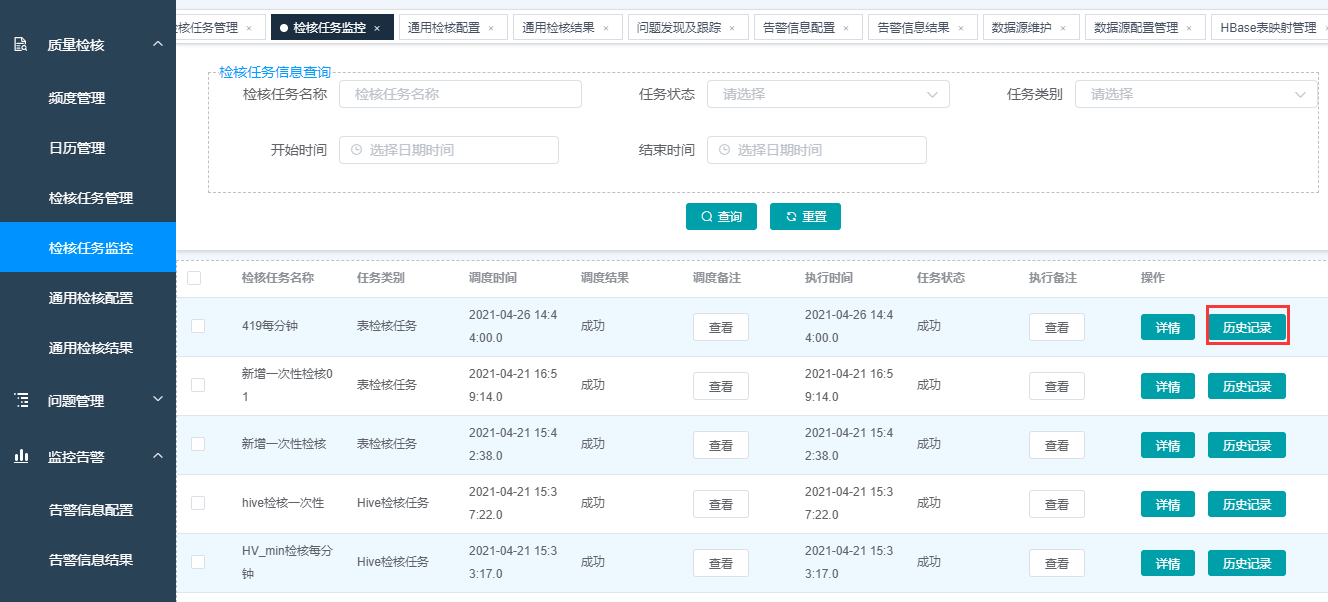 质量检核
频度管理
日历管理
检核任务管理
检核任务监控
通用检核配置
通用检核结果
问题管理
监控告警
告警信息配置
告警信息结果
核任务管理 ×
检核任务监控 ×
通用检核配置 ×
通用检核结果 ×
问题发现及跟踪 ×
告警信息配置 ×
告警信息结果 ×
数据源维护 ×
数据源配置管理 ×
HBase表映射管理
检核任务信息查询
检核任务名称 检核任务名称 任务状态 请选择 任务类别 请选择
开始时间 选择日期时间 结束时间 选择日期时间
查询 重置
检核任务名称 任务类别 调度时间 调度结果 调度备注 执行时间 任务状态 执行备注 操作
419每分钟 表检核任务 2021-04-26 14:4 成功 查看 2021-04-26 14:4 成功 查看 详情 历史记录
4:00.0 4:00.0
新增一次性检核0 表检核任务 2021-04-21 16:5 成功 查看 2021-04-21 16:5 成功 查看 详情 历史记录
1 9:14.0 9:14.0
新增一次性检核 表检核任务 2021-04-21 15:4 成功 查看 2021-04-21 15:4 成功 查看 详情 历史记录
2:38.0 2:38.0
hive检核一次性 Hive检核任务 2021-04-21 15:3 成功 查看 2021-04-21 15:3 成功 查看 详情 历史记录
7:22.0 7:22.0
HV_min检核每分 Hive检核任务 2021-04-21 15:3 成功 查看 2021-04-21 15:3 成功 查看 详情 历史记录
钟 3:17.0 3:17.0